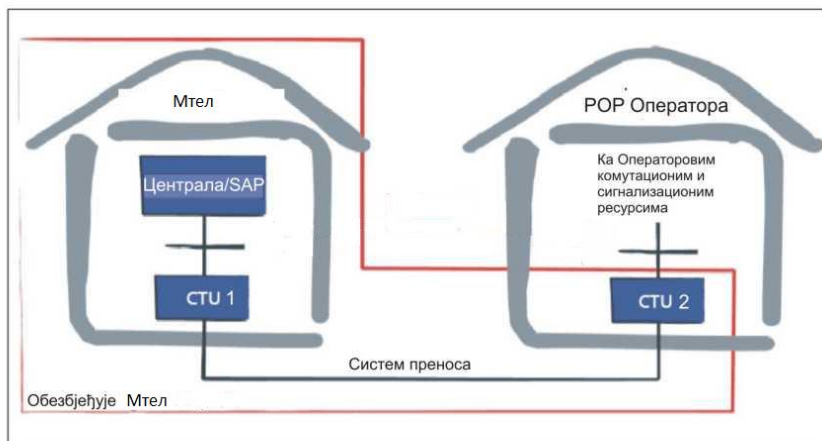 Мтел
Централа/SAP
CTU 1
POP Оператора
Ка Операторовим
комутационим и
сигнализационим
ресурсима
CTU 2
Систем преноса
Обезбјеђује Мтел